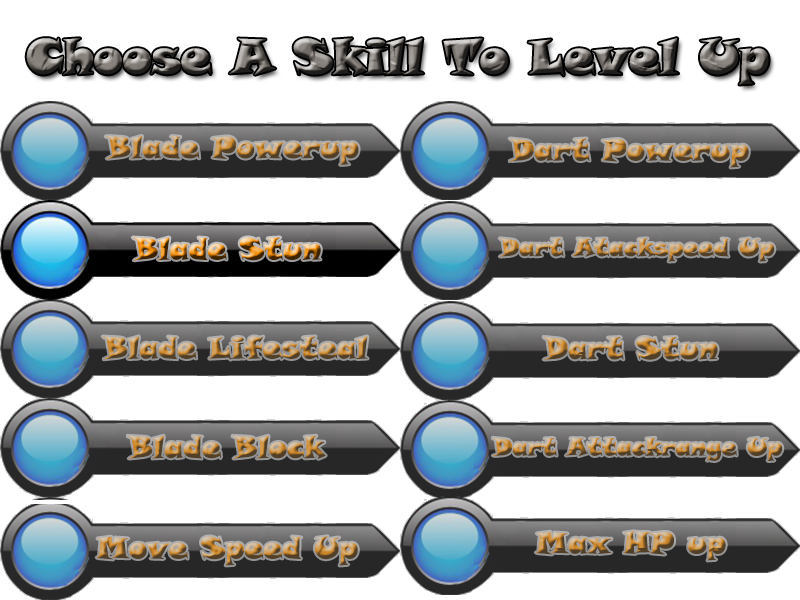 Choose A Skill To Level Up
Blade Powerup
Dart Powerup
Blade Stun
Dart Atackspeed Up
Blade Lifesteal
Dart Stun
Blade Block
Dart Attackrange Up
Move Speed Up
Max HP up